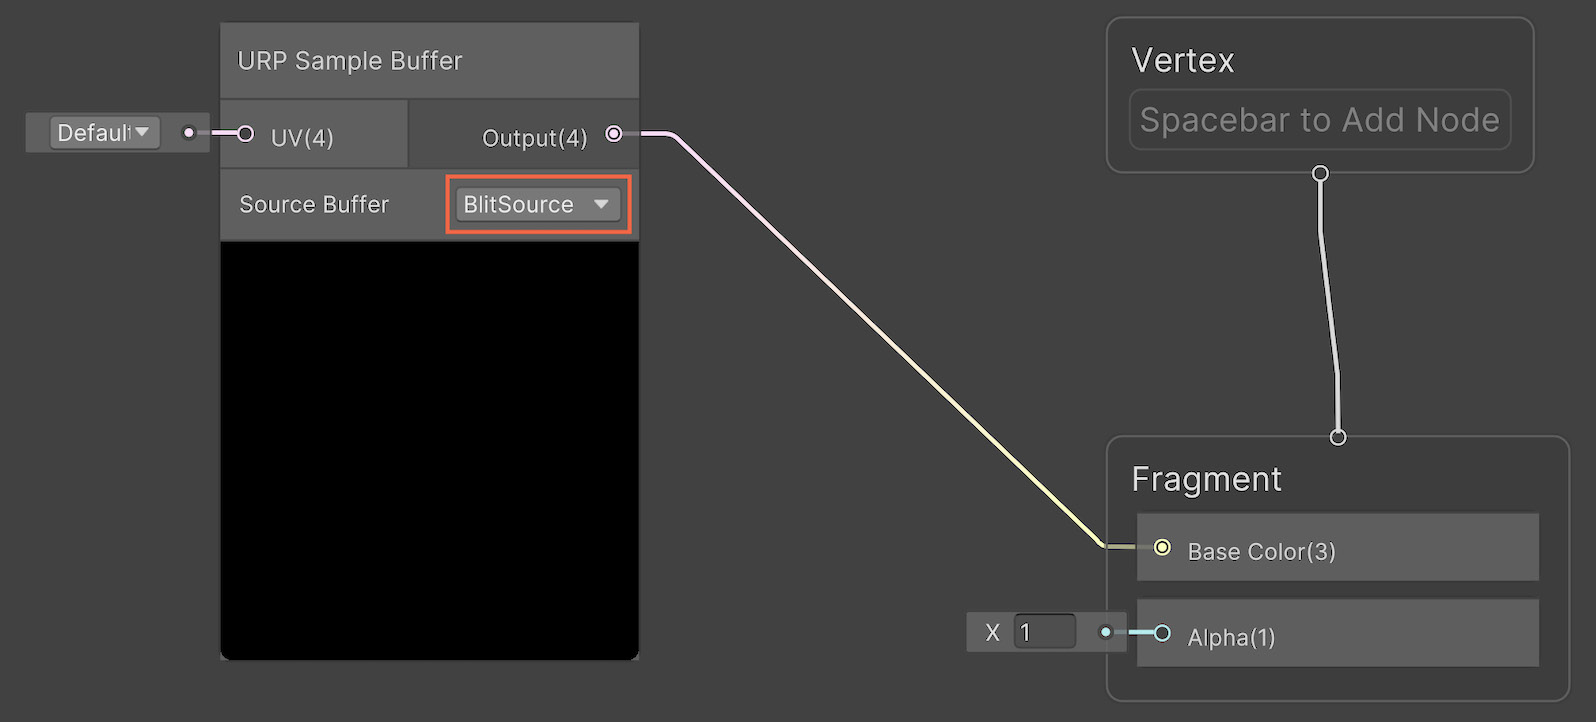 URP Sample Buffer
Default
UV(4)
Output(4)
Source Buffer
BlitSource
Vertex
Spacebar to Add Node
Fragment
Base Color(3)
X
1
Alpha(1)